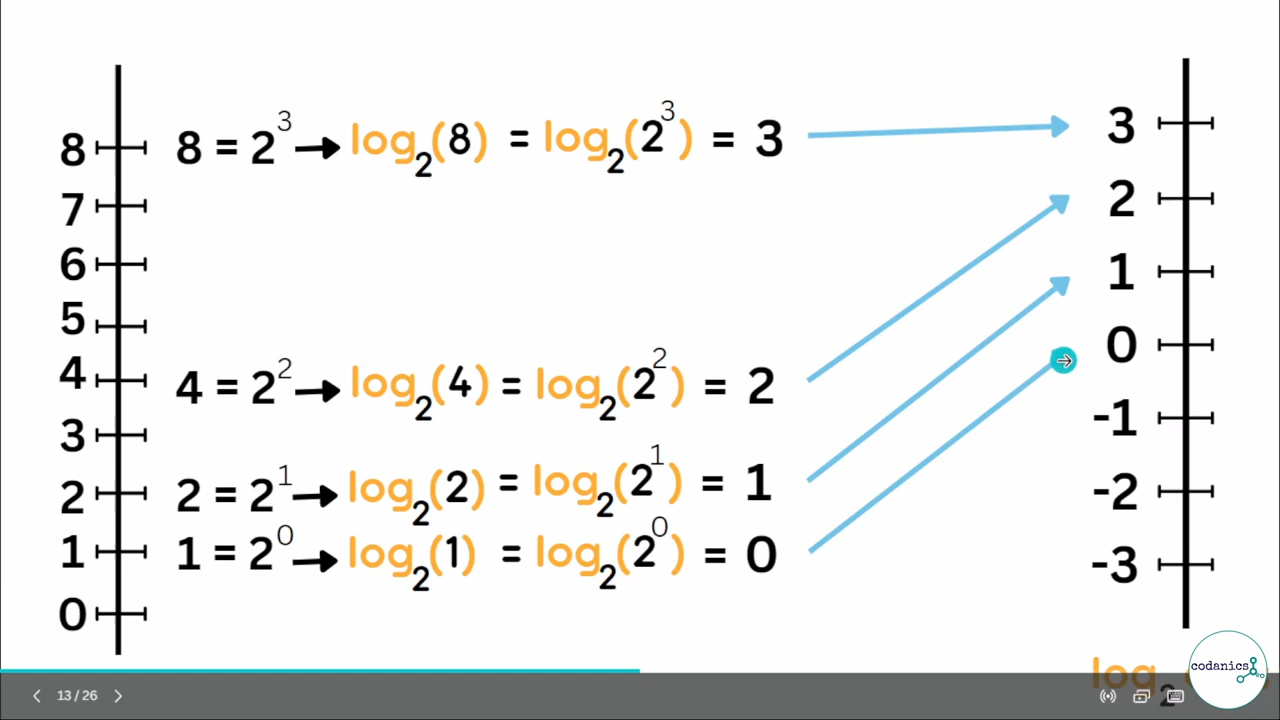 8
7
6
5
4
3
2
1
0
8 = 2³ → log₂(8) = log₂(2³) = 3
4 = 2² → log₂(4) = log₂(2²) = 2
2 = 2¹ → log₂(2) = log₂(2¹) = 1
1 = 2⁰ → log₂(1) = log₂(2⁰) = 0
3
2
1
0
-1
-2
-3
log₂
codanics
13 / 26